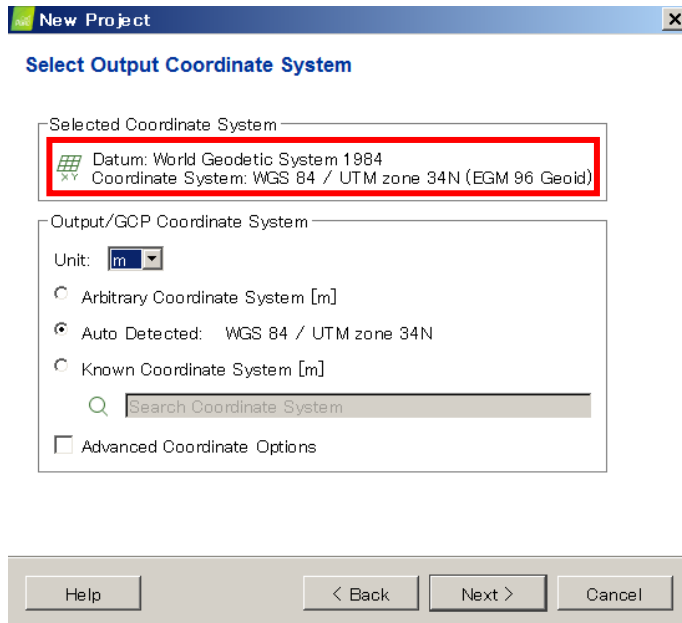 New Project
Select Output Coordinate System
Selected Coordinate System
Datum: World Geodetic System 1984
XY
Coordinate System: WGS 84 / UTM zone 34N (EGM 96 Geoid)
Output/GCP Coordinate System
Unit: m
Arbitrary Coordinate System [m]
Auto Detected: WGS 84 / UTM zone 34N
Known Coordinate System [m]
Search Coordinate System
Advanced Coordinate Options
Help < Back Next > Cancel